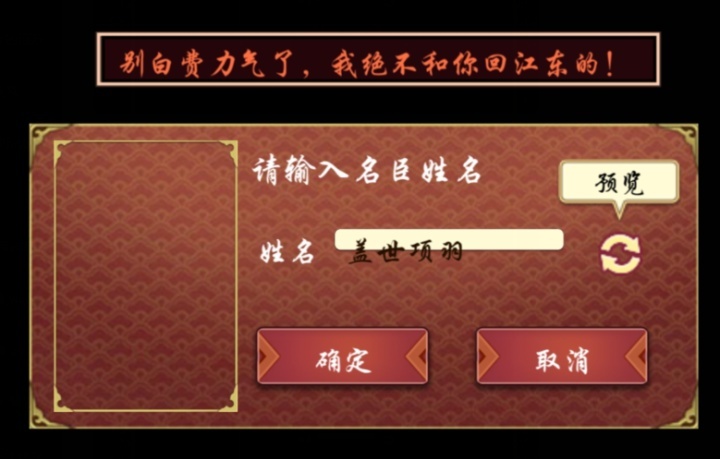 别白费力气了，我绝不和你回江东的！
请输入名臣姓名
预览
姓名 盖世项羽
确定
取消